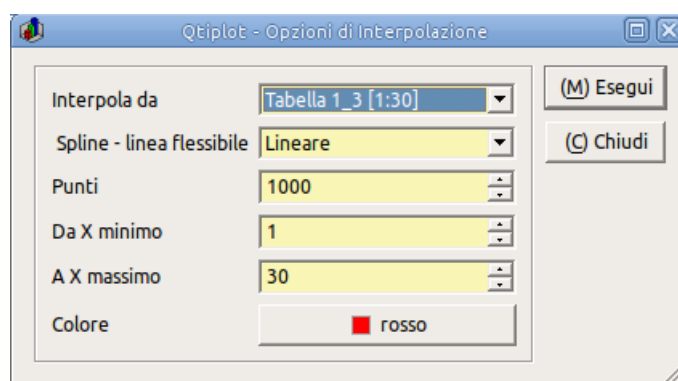 Qtiplot - Opzioni di Interpolazione
Interpola da Tabella 1_3 [1:30] (M) Esegui
Spline - linea flessibile Lineare (C) Chiudi
Punti 1000
Da X minimo 1
A X massimo 30
Colore rosso